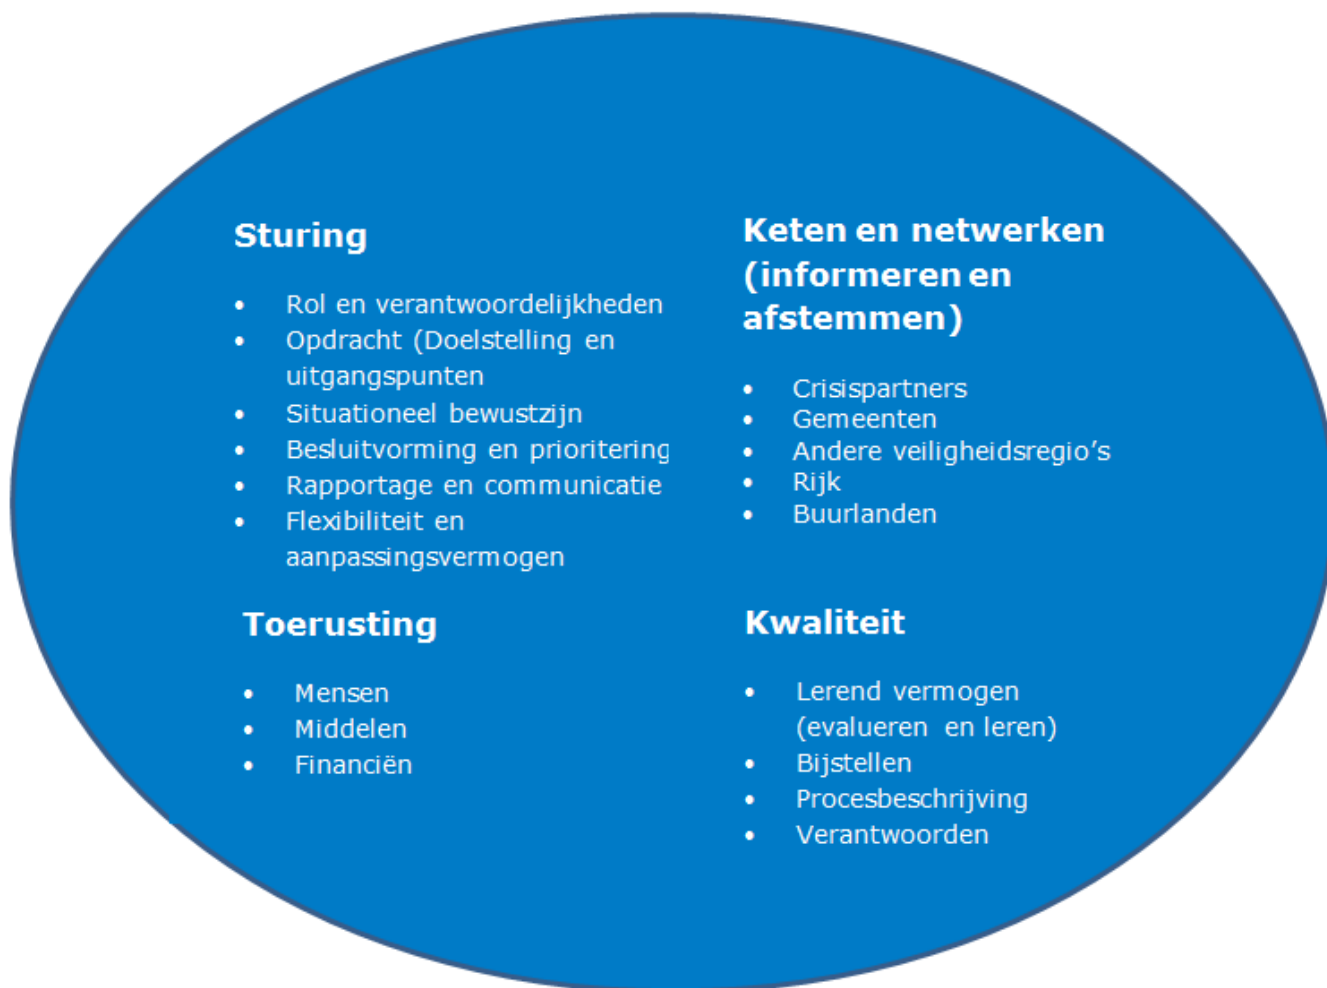 Sturing
• Rol en verantwoordelijkheden
• Opdracht (Doelstelling en
uitgangspunten
• Situationeel bewustzijn
• Besluitvorming en prioritering
• Rapportage en communicatie
• Flexibiliteit en
aanpassingsvermogen
Keten en netwerken
(informeren en
afstemmen)
• Crisispartners
• Gemeenten
• Andere veiligheidsregio’s
• Rijk
• Buurlanden
Toerusting
• Mensen
• Middelen
• Financiën
Kwaliteit
• Lerend vermogen
(evalueren en leren)
• Bijstellen
• Procesbeschrijving
• Verantwoorden